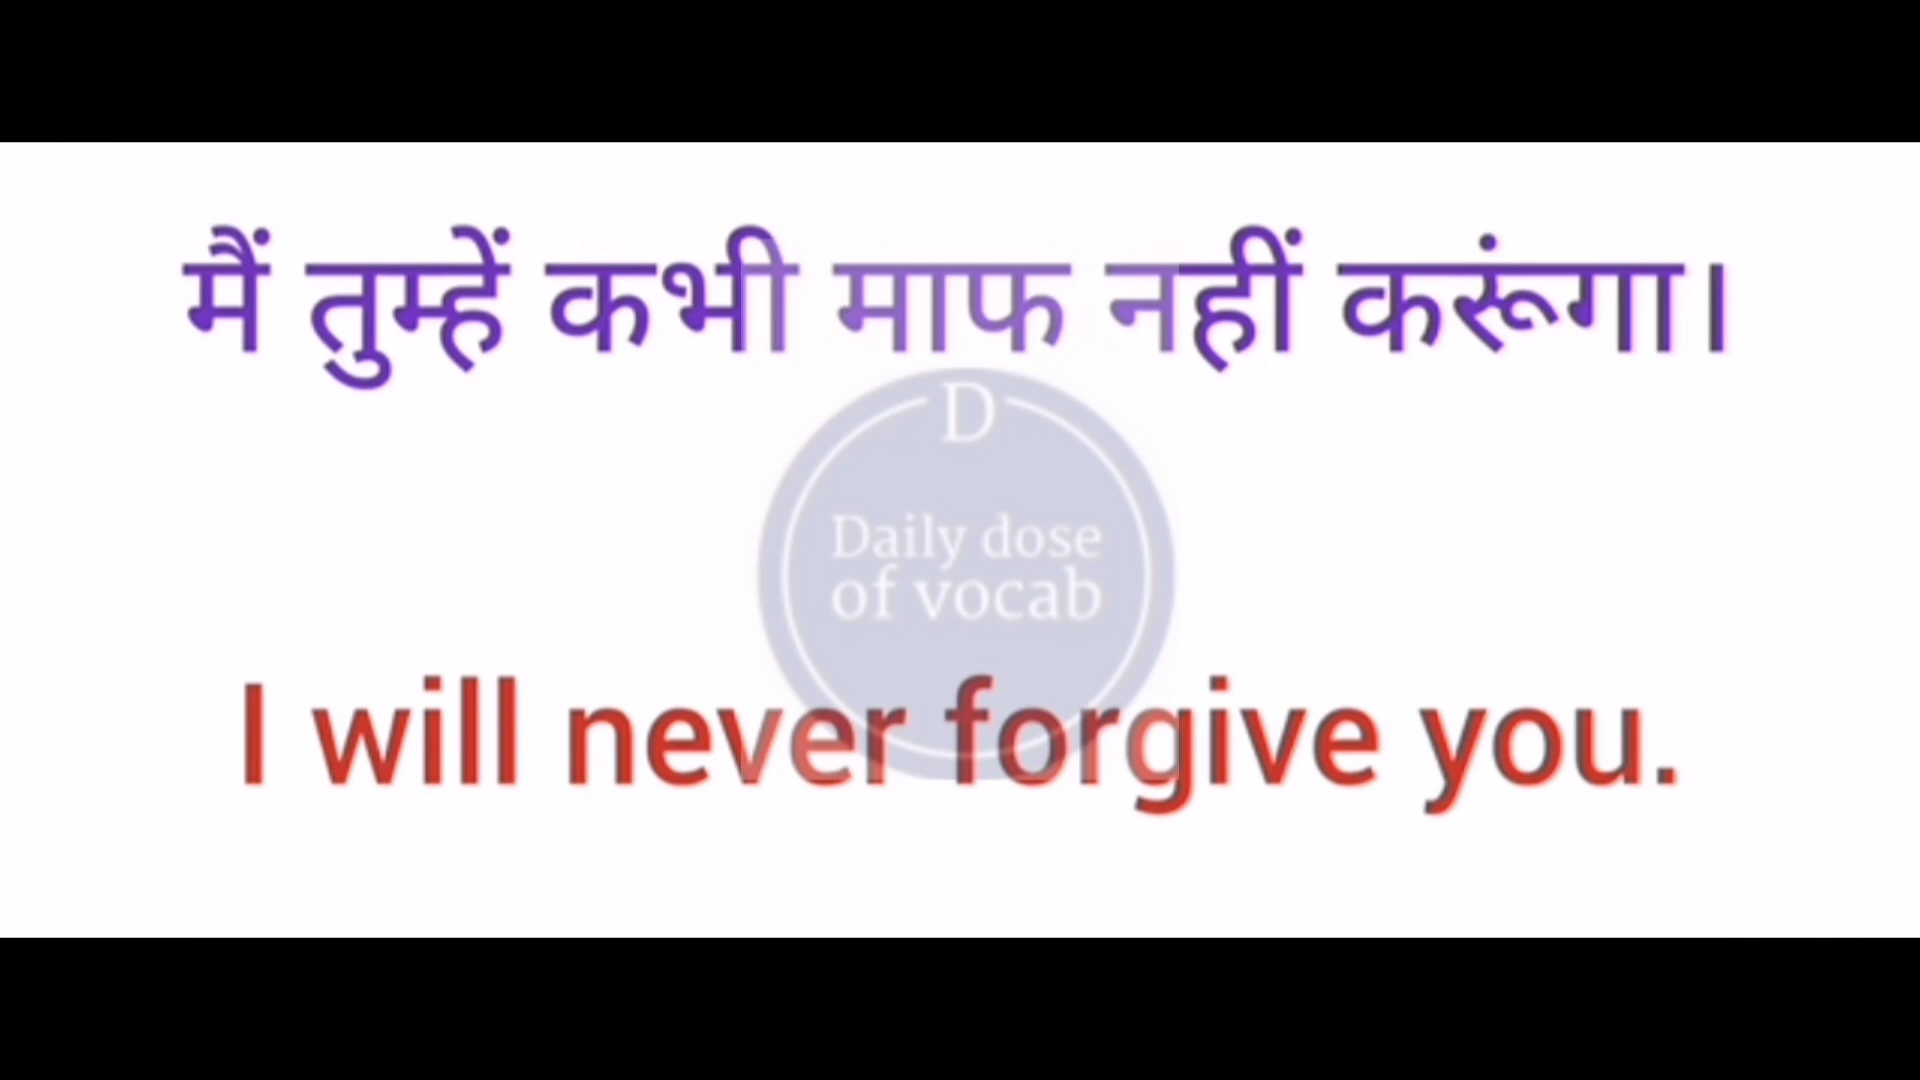 मैं तुम्हें कभी माफ नहीं करूंगा।
D
Daily dose
of vocab
I will never forgive you.